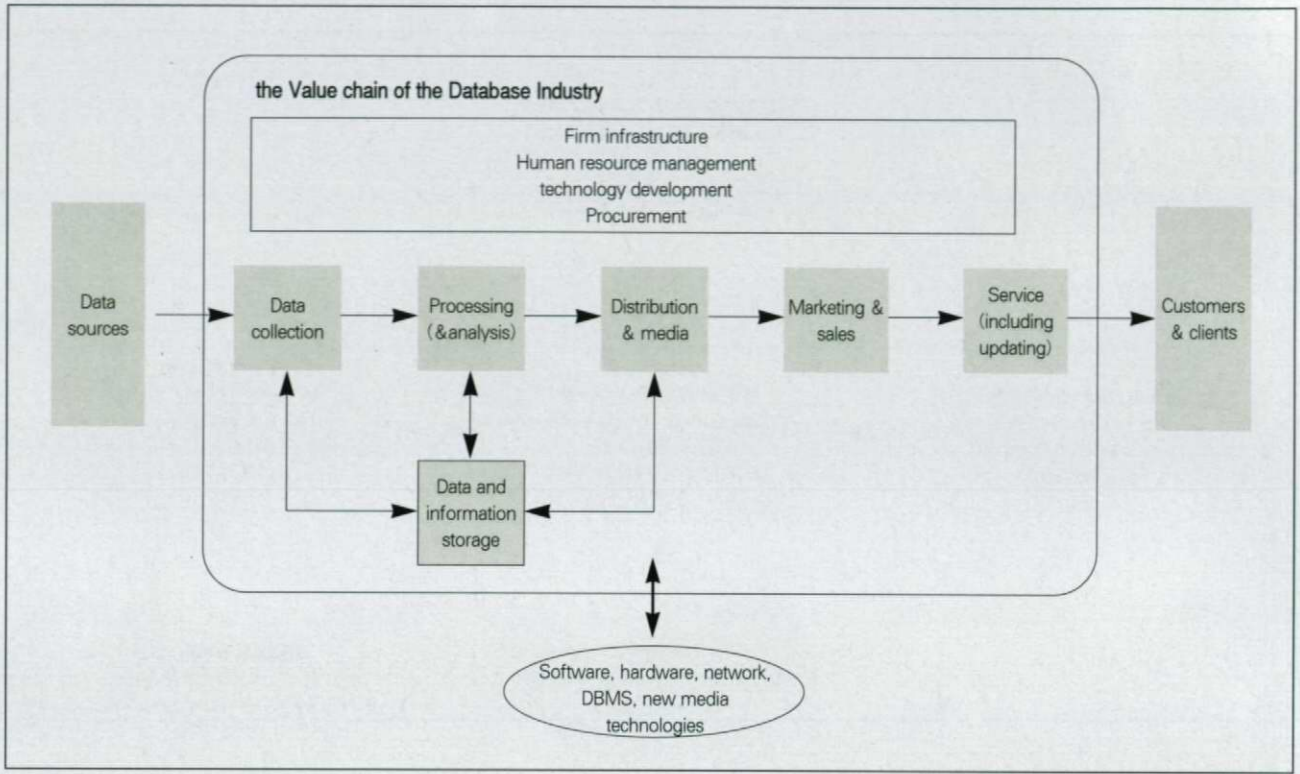 the Value chain of the Database Industry
Firm infrastructure
Human resource management
technology development
Procurement
Data
sources
Data
collection
Processing
(&analysis)
Distribution
& media
Marketing &
sales
Service
(including
updating)
Customers
& clients
Data and
information
storage
Software, hardware, network,
DBMS, new media
technologies